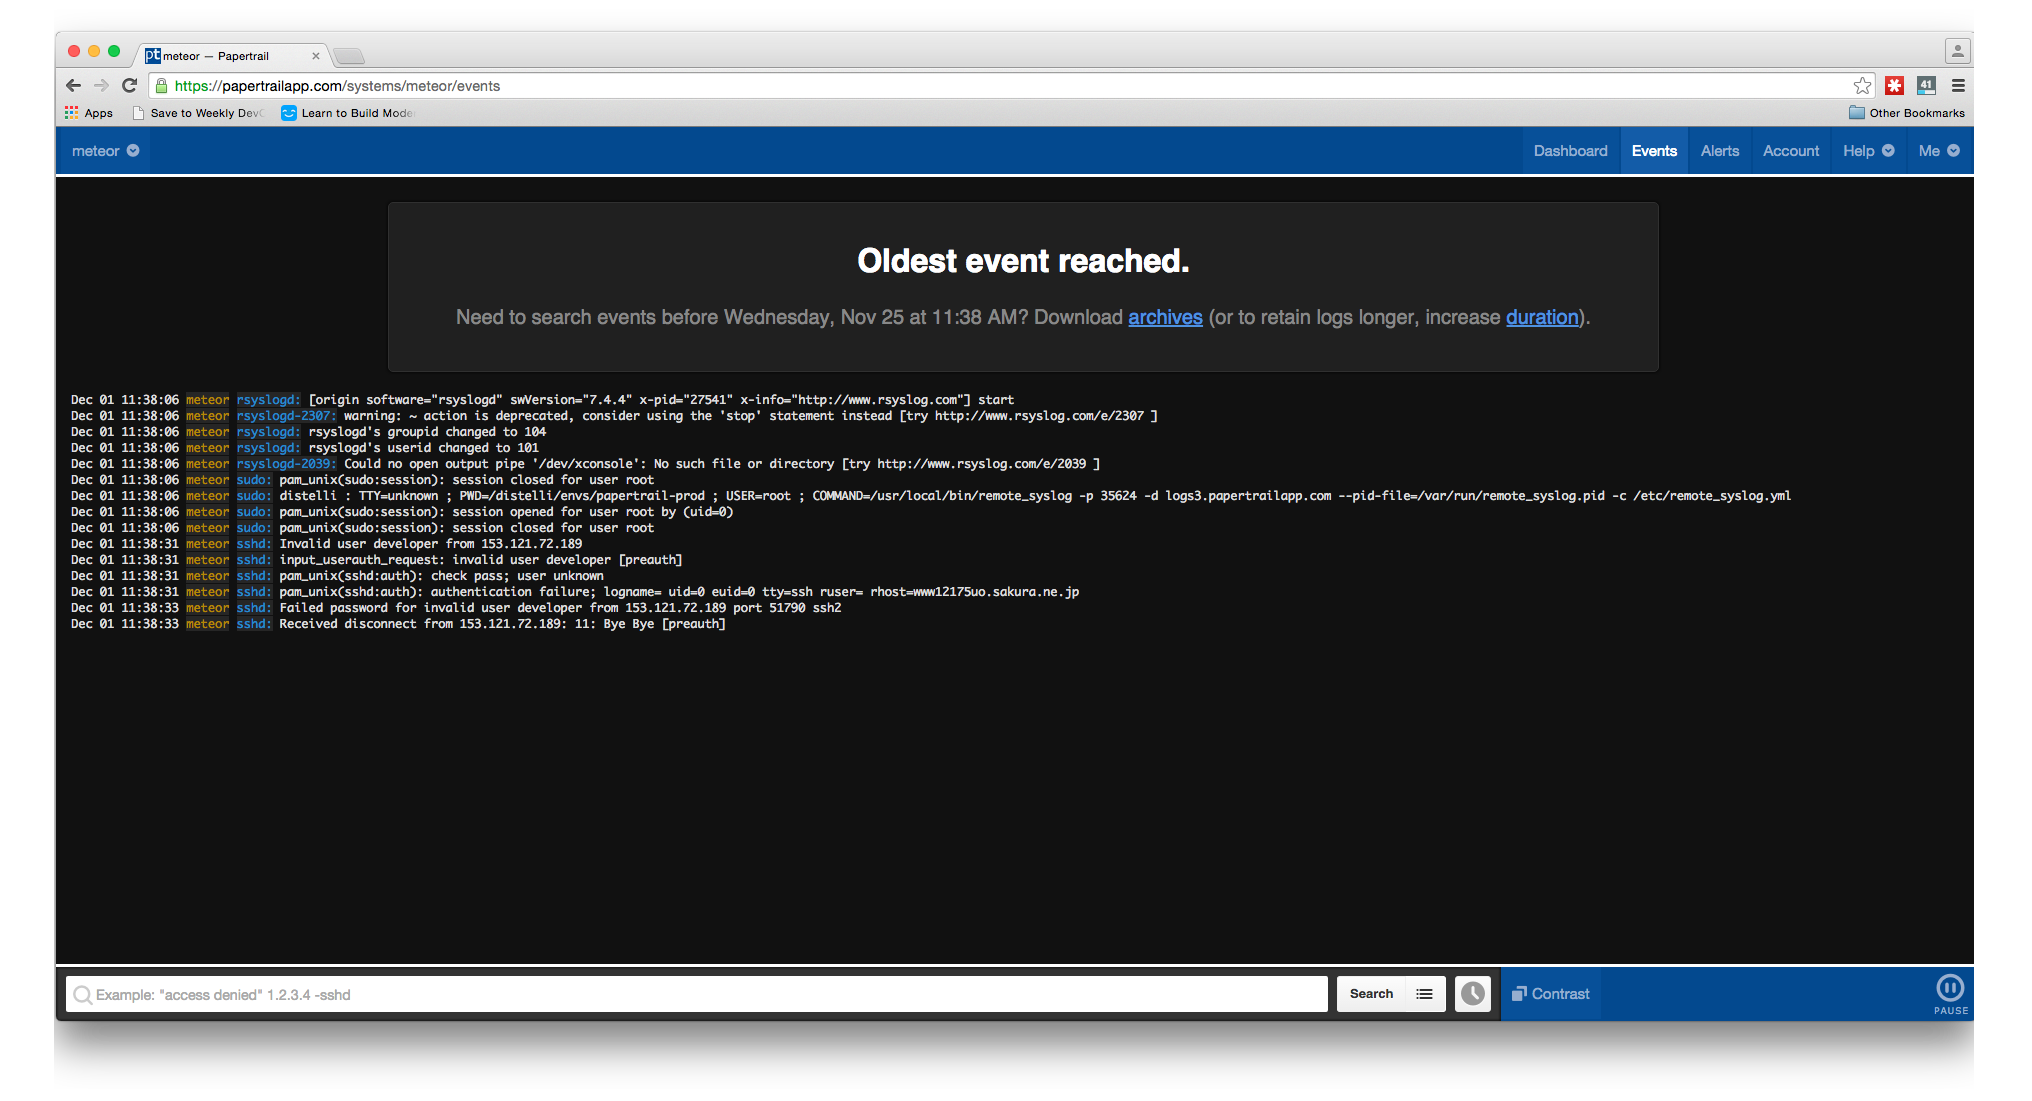 pt meteor — Papertrail
https://papertrailapp.com/systems/meteor/events
41
Apps Save to Weekly DevO Learn to Build Mode Other Bookmarks
meteor Dashboard Events Alerts Account Help Me
Oldest event reached.
Need to search events before Wednesday, Nov 25 at 11:38 AM? Download archives (or to retain logs longer, increase duration).
Dec 01 11:38:06 meteor rsyslogd: [origin software="rsyslogd" swVersion="7.4.4" x-pid="27541" x-info="http://www.rsyslog.com"] start
Dec 01 11:38:06 meteor rsyslogd-2307: warning: ~ action is deprecated, consider using the 'stop' statement instead [try http://www.rsyslog.com/e/2307 ]
Dec 01 11:38:06 meteor rsyslogd: rsyslogd's groupid changed to 104
Dec 01 11:38:06 meteor rsyslogd: rsyslogd's userid changed to 101
Dec 01 11:38:06 meteor rsyslogd-2039: Could no open output pipe '/dev/xconsole': No such file or directory [try http://www.rsyslog.com/e/2039 ]
Dec 01 11:38:06 meteor sudo: pam_unix(sudo:session): session closed for user root
Dec 01 11:38:06 meteor sudo: distelli : TTY=unknown ; PWD=/distelli/envs/papertrail-prod ; USER=root ; COMMAND=/usr/local/bin/remote_syslog -p 35624 -d logs3.papertrailapp.com --pid-file=/var/run/remote_syslog.pid -c /etc/remote_syslog.yml
Dec 01 11:38:06 meteor sudo: pam_unix(sudo:session): session opened for user root by (uid=0)
Dec 01 11:38:06 meteor sudo: pam_unix(sudo:session): session closed for user root
Dec 01 11:38:31 meteor sshd: Invalid user developer from 153.121.72.189
Dec 01 11:38:31 meteor sshd: input_userauth_request: invalid user developer [preauth]
Dec 01 11:38:31 meteor sshd: pam_unix(sshd:auth): check pass; user unknown
Dec 01 11:38:31 meteor sshd: pam_unix(sshd:auth): authentication failure; logname= uid=0 euid=0 tty=ssh ruser= rhost=www12175uo.sakura.ne.jp
Dec 01 11:38:33 meteor sshd: Failed password for invalid user developer from 153.121.72.189 port 51790 ssh2
Dec 01 11:38:33 meteor sshd: Received disconnect from 153.121.72.189: 11: Bye Bye [preauth]
Example: "access denied" 1.2.3.4 -sshd Search Contrast
PAUSE